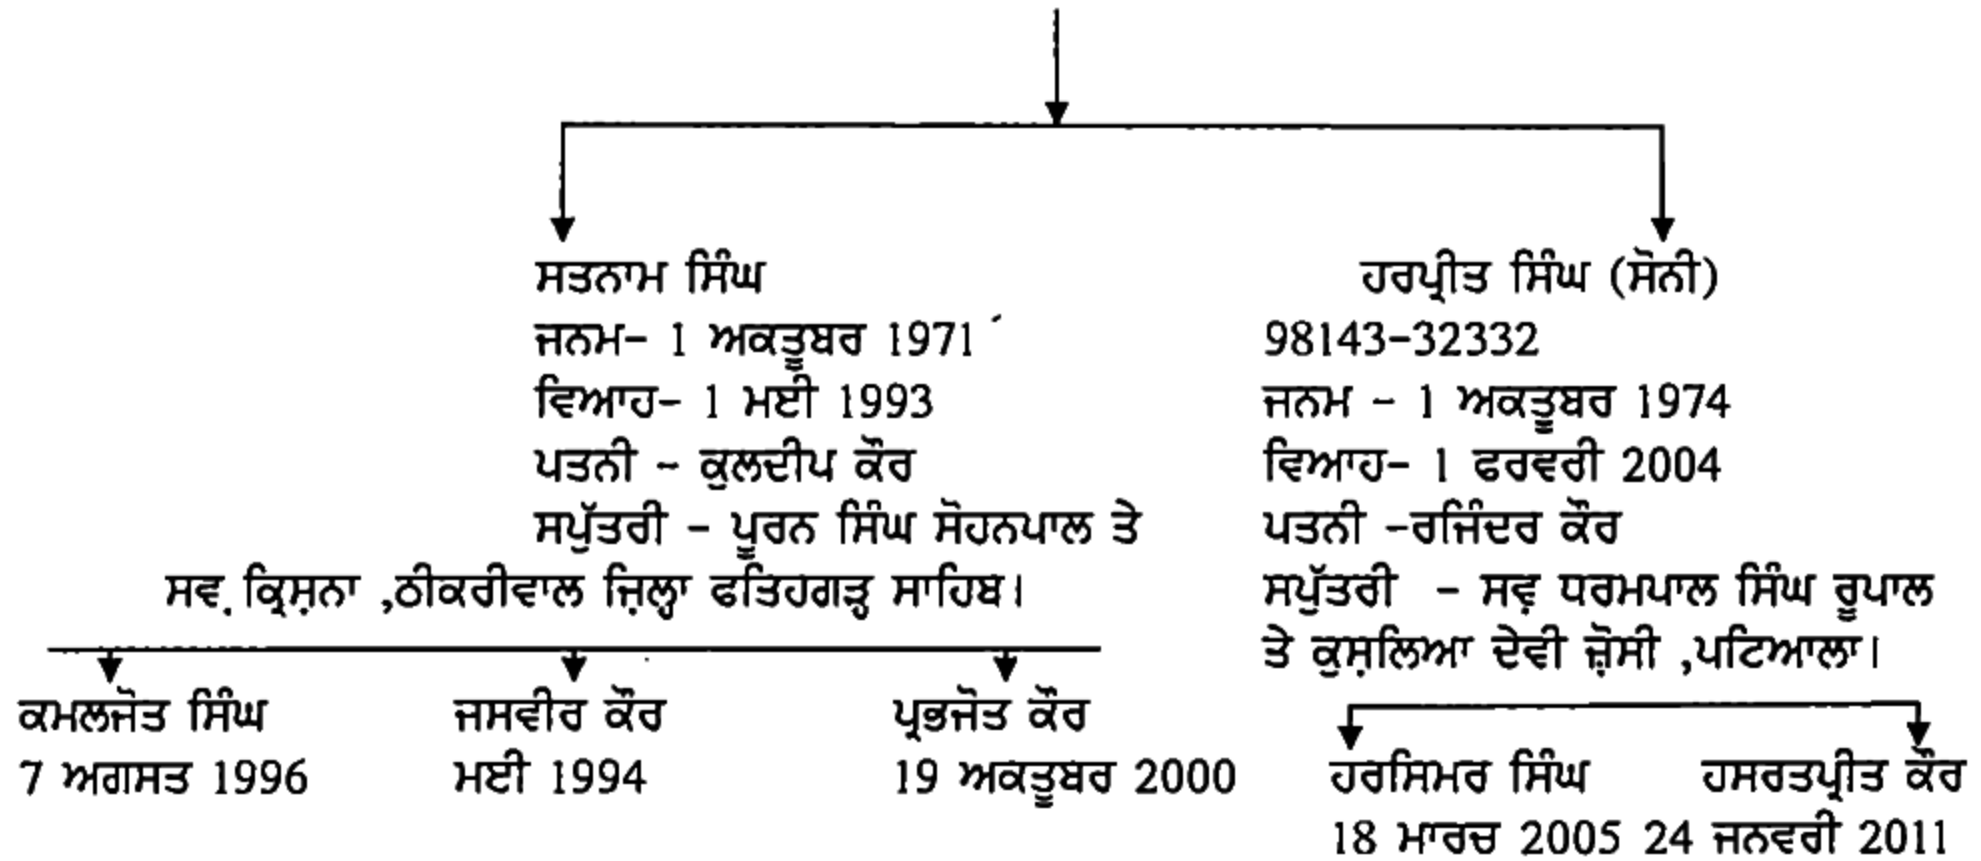 ਸਤਨਾਮ ਸਿੰਘ
ਜਨਮ- 1 ਅਕਤੂਬਰ 1971
ਵਿਆਹ- 1 ਮਈ 1993
ਪਤਨੀ - ਕੁਲਦੀਪ ਕੌਰ
ਸਪੁੱਤਰੀ - ਪੂਰਨ ਸਿੰਘ ਸੋਹਨਪਾਲ ਤੇ
ਸਵ. ਕ੍ਰਿਸ਼ਨਾ ,ਠੀਕਰੀਵਾਲ ਜ਼ਿਲ੍ਹਾ ਫਤਿਹਗੜ੍ਹ ਸਾਹਿਬ।
ਹਰਪ੍ਰੀਤ ਸਿੰਘ (ਸੋਨੀ)
98143-32332
ਜਨਮ - 1 ਅਕਤੂਬਰ 1974
ਵਿਆਹ- 1 ਫਰਵਰੀ 2004
ਪਤਨੀ -ਰਜਿੰਦਰ ਕੌਰ
ਸਪੁੱਤਰੀ - ਸਵ਼ ਧਰਮਪਾਲ ਸਿੰਘ ਰੂਪਾਲ
ਤੇ ਕੁਸ਼ਲਿਆ ਦੇਵੀ ਜ਼ੋਸੀ ,ਪਟਿਆਲਾ।
ਕਮਲਜੋਤ ਸਿੰਘ
7 ਅਗਸਤ 1996
ਜਸਵੀਰ ਕੌਰ
ਮਈ 1994
ਪ੍ਰਭਜੋਤ ਕੌਰ
19 ਅਕਤੂਬਰ 2000
ਹਰਸਿਮਰ ਸਿੰਘ
18 ਮਾਰਚ 2005
ਹਸਰਤਪ੍ਰੀਤ ਕੌਰ
24 ਜਨਵਰੀ 2011